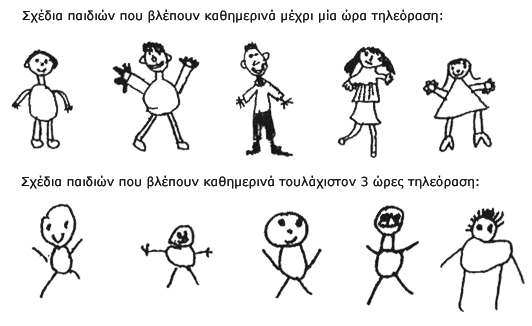 Σχέδια παιδιών που βλέπουν καθημερινά μέχρι μία ώρα τηλεόραση:
Σχέδια παιδιών που βλέπουν καθημερινά τουλάχιστον 3 ώρες τηλεόραση: